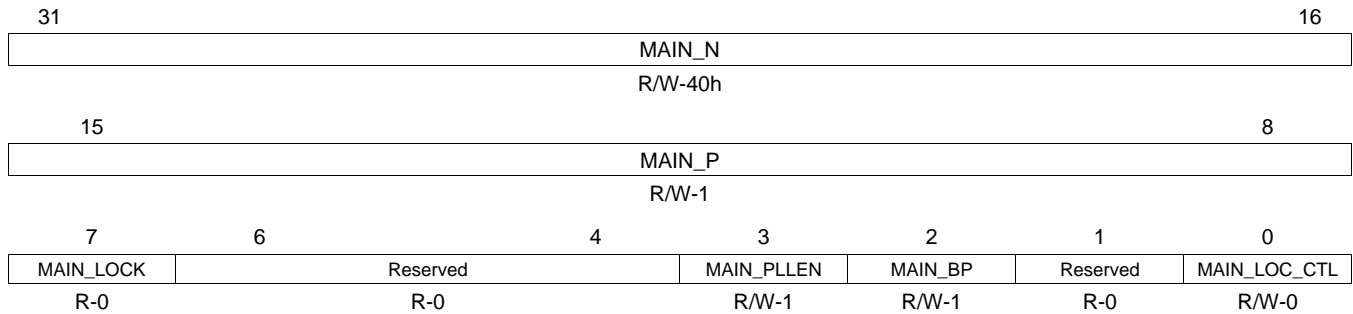 31 16
MAIN_N
R/W-40h
15 8
MAIN_P
R/W-1
7 6 4 3 2 1 0
MAIN_LOCK Reserved MAIN_PLLEN MAIN_BP Reserved MAIN_LOC_CTL
R-0 R-0 R/W-1 R/W-1 R-0 R/W-0